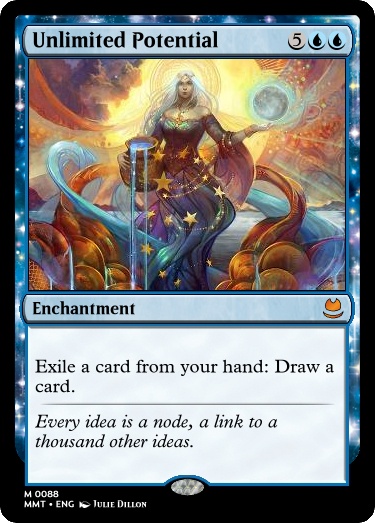 Unlimited Potential 5
Enchantment
Exile a card from your hand: Draw a
card.
Every idea is a node, a link to a
thousand other ideas.
M 0088
MMT • ENG Julie Dillon